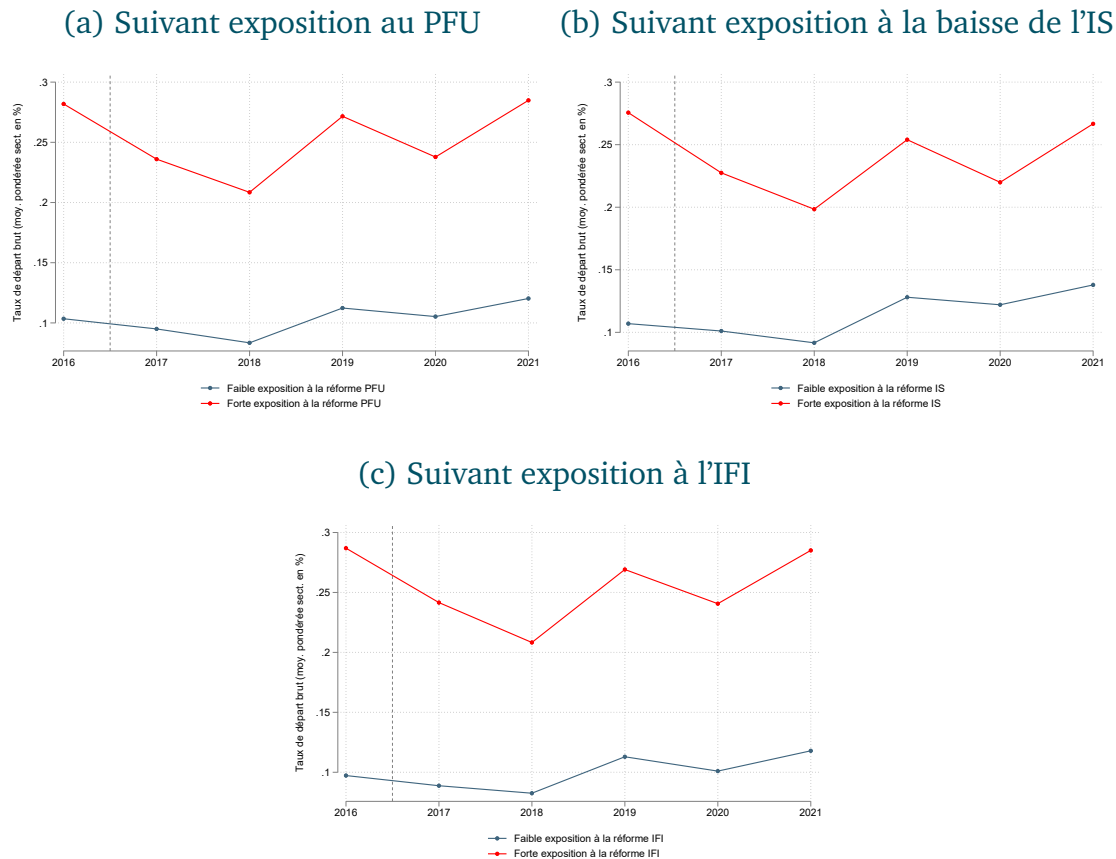 (a) Suivant exposition au PFU
Taux de départ brut (moy. pondérée sect. en %)
.3
.25
.2
.15
.1
2016 2017 2018 2019 2020 2021
Faible exposition à la réforme PFU
Forte exposition à la réforme PFU
(b) Suivant exposition à la baisse de l'IS
Taux de départ brut (moy. pondérée sect. en %)
.3
.25
.2
.15
.1
2016 2017 2018 2019 2020 2021
Faible exposition à la réforme IS
Forte exposition à la réforme IS
(c) Suivant exposition à l'IFI
Taux de départ brut (moy. pondérée sect. en %)
.3
.25
.2
.15
.1
2016 2017 2018 2019 2020 2021
Faible exposition à la réforme IFI
Forte exposition à la réforme IFI